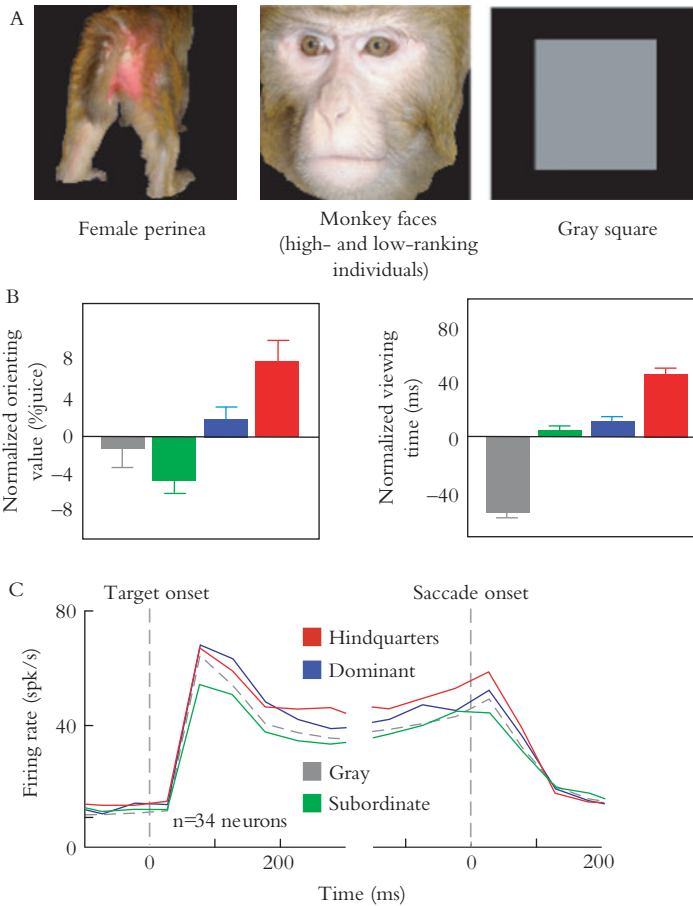 A
Female perinea
Monkey faces
(high- and low-ranking
individuals)
Gray square
B
Normalized orienting
value (%juice)
8
4
0
−4
−8
Normalized viewing
time (ms)
80
40
0
−40
C
Target onset
Saccade onset
Firing rate (spk/s)
80
40
0
Hindquarters
Dominant
Gray
Subordinate
n=34 neurons
0
200
0
200
Time (ms)